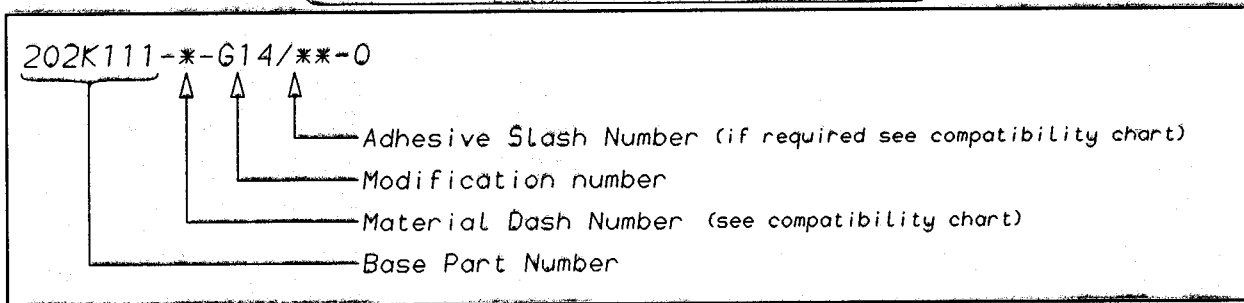 202K111-*-G14/**-0
Adhesive Slash Number (if required see compatibility chart)
Modification number
Material Dash Number (see compatibility chart)
Base Part Number